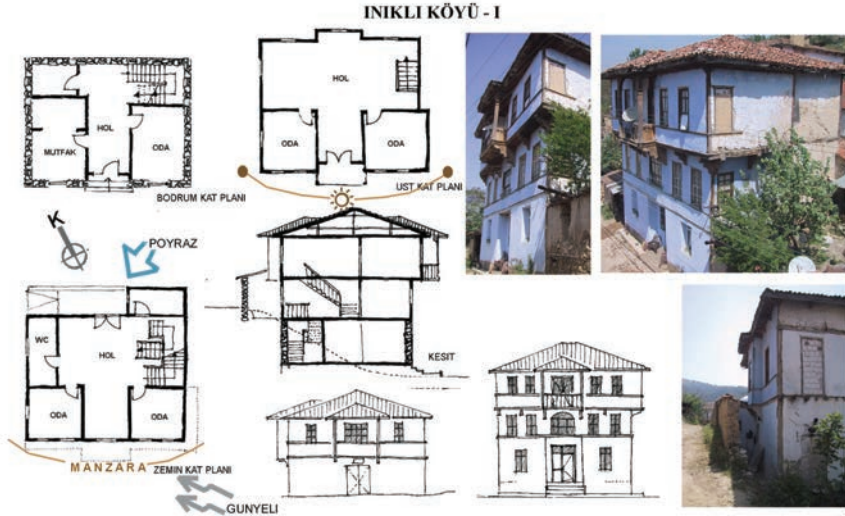 INIKLI KÖYÜ - I
HOL
MUTFAK
ODA
BODRUM KAT PLANI
HOL
ODA
ODA
UST KAT PLANI
K
POYRAZ
WC
HOL
ODA
ODA
MANZARA
ZEMIN KAT PLANI
GUNYELI
KESIT